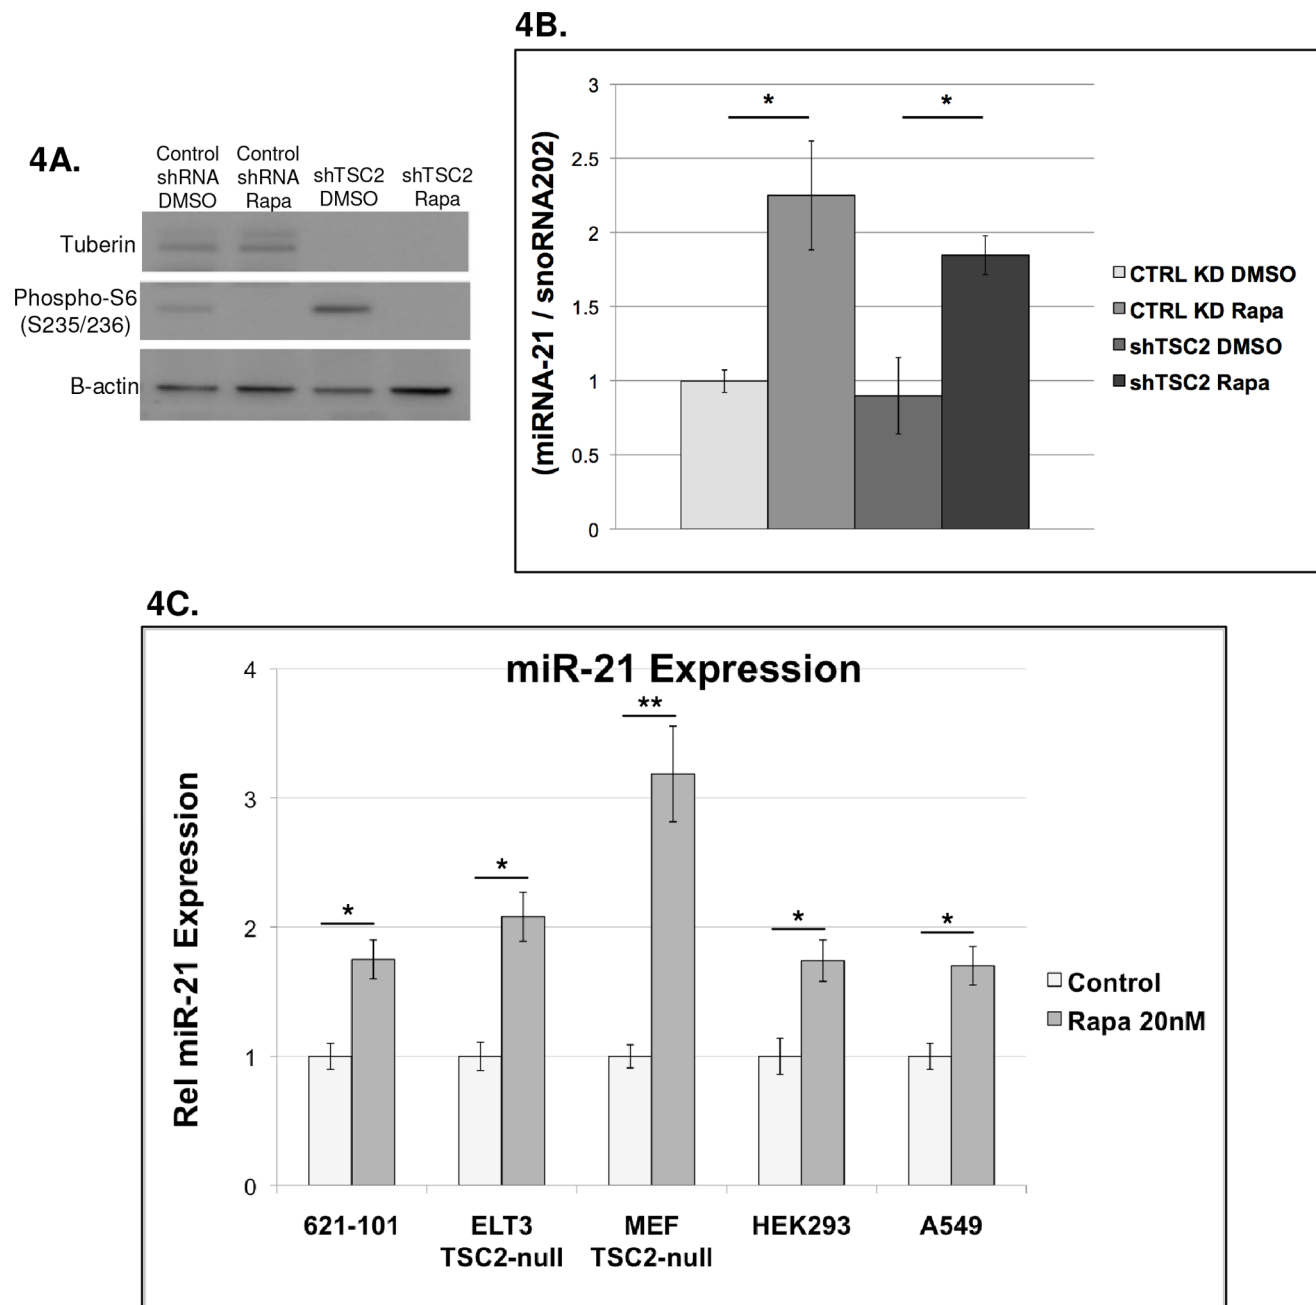 4A.
Control
shRNA
DMSO
Control
shRNA
Rapa
shTSC2
DMSO
shTSC2
Rapa
Tuberin
Phospho-S6
(S235/236)
B-actin
4B.
(miRNA-21 / snoRNA202)
3
2.5
2
1.5
1
0.5
0
*
*
CTRL KD DMSO
CTRL KD Rapa
shTSC2 DMSO
shTSC2 Rapa
4C.
miR-21 Expression
Rel miR-21 Expression
4
3
2
1
0
*
*
**
*
*
621-101
ELT3
TSC2-null
MEF
TSC2-null
HEK293
A549
Control
Rapa 20nM